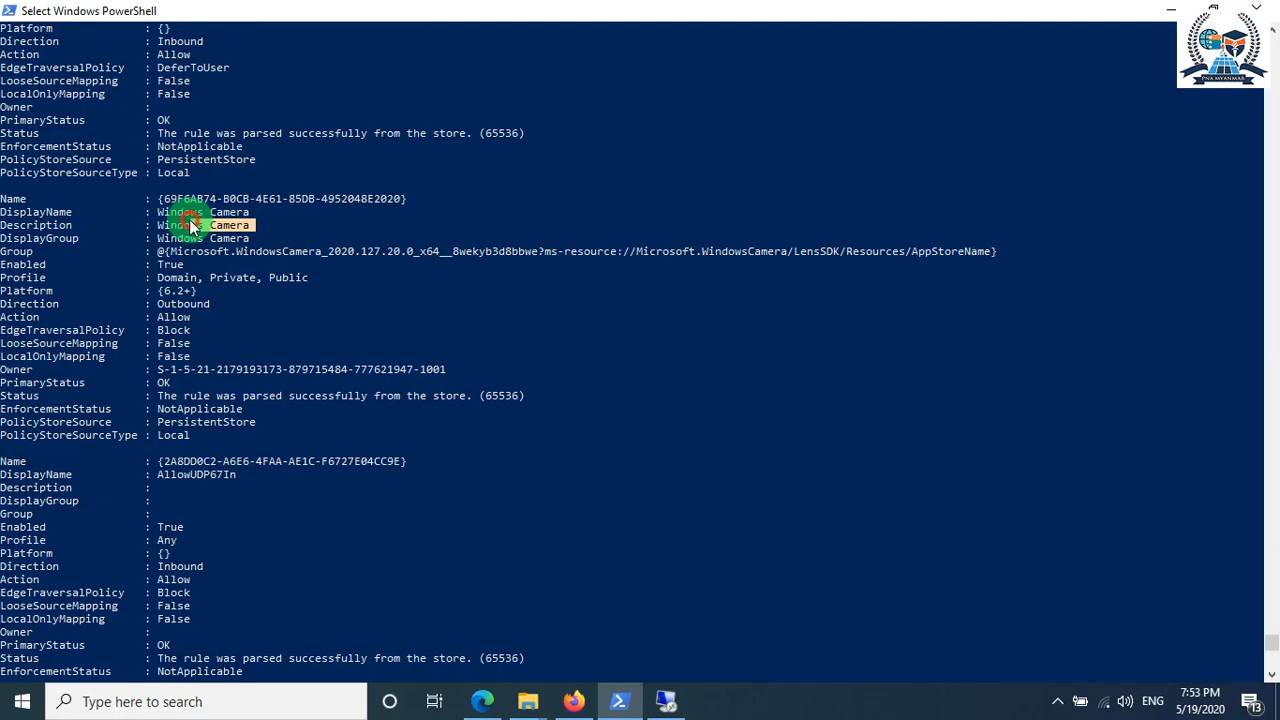 Select Windows PowerShell
PNA MYANMAR
Platform : {}
Direction : Inbound
Action : Allow
EdgeTraversalPolicy : DeferToUser
LooseSourceMapping : False
LocalOnlyMapping : False
Owner :
PrimaryStatus : OK
Status : The rule was parsed successfully from the store. (65536)
EnforcementStatus : NotApplicable
PolicyStoreSource : PersistentStore
PolicyStoreSourceType : Local
Name : {69F6AB74-B0CB-4E61-85DB-4952048E2020}
DisplayName : Windows Camera
Description : Windows Camera
DisplayGroup : Windows Camera
Group : @{Microsoft.WindowsCamera_2020.127.20.0_x64__8wekyb3d8bbwe?ms-resource://Microsoft.WindowsCamera/LensSDK/Resources/AppStoreName}
Enabled : True
Profile : Domain, Private, Public
Platform : {6.2+}
Direction : Outbound
Action : Allow
EdgeTraversalPolicy : Block
LooseSourceMapping : False
LocalOnlyMapping : False
Owner : S-1-5-21-2179193173-879715484-777621947-1001
PrimaryStatus : OK
Status : The rule was parsed successfully from the store. (65536)
EnforcementStatus : NotApplicable
PolicyStoreSource : PersistentStore
PolicyStoreSourceType : Local
Name : {2A8DD0C2-A6E6-4FAA-AE1C-F6727E04CC9E}
DisplayName : AllowUDP67In
Description :
DisplayGroup :
Group :
Enabled : True
Profile : Any
Platform : {}
Direction : Inbound
Action : Allow
EdgeTraversalPolicy : Block
LooseSourceMapping : False
LocalOnlyMapping : False
Owner :
PrimaryStatus : OK
Status : The rule was parsed successfully from the store. (65536)
EnforcementStatus : NotApplicable
Type here to search
ENG
7:53 PM
5/19/2020
13